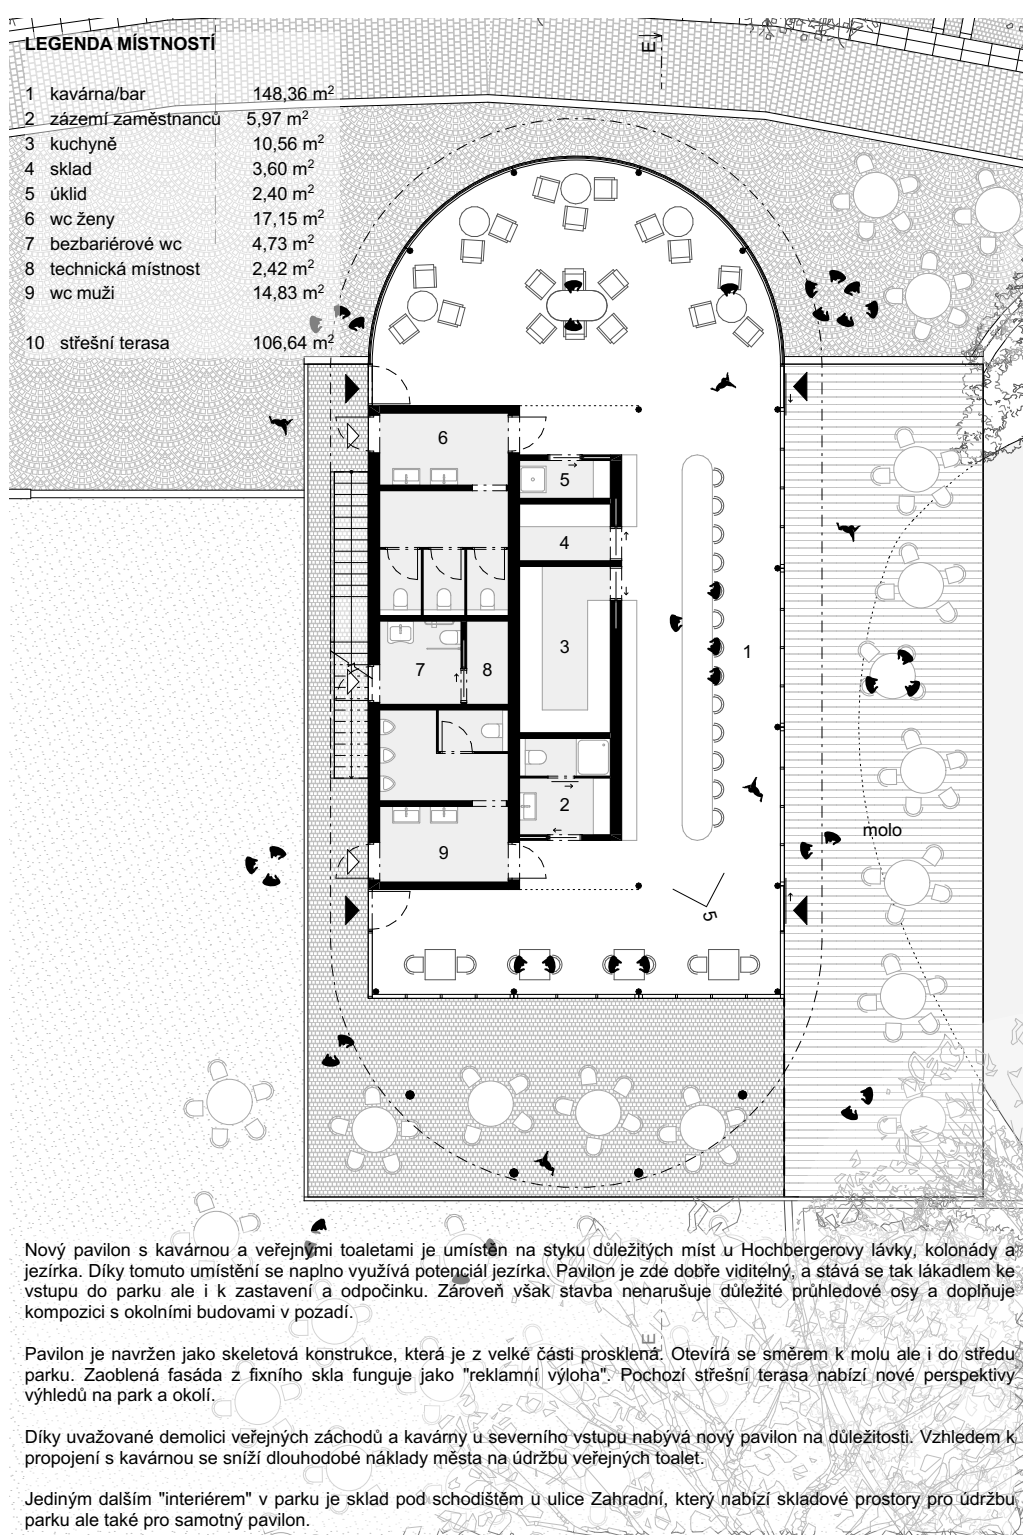 E
LEGENDA MÍSTNOSTÍ
1 kavárna/bar 148,36 m²
2 zázemí zaměstnanců 5,97 m²
3 kuchyně 10,56 m²
4 sklad 3,60 m²
5 úklid 2,40 m²
6 wc ženy 17,15 m²
7 bezbariérové wc 4,73 m²
8 technická místnost 2,42 m²
9 wc muži 14,83 m²
10 střešní terasa 106,64 m²
6
5
4
3
1
7
8
2
molo
9
5
Nový pavilon s kavárnou a veřejnými toaletami je umístěn na styku důležitých míst u Hochbergerovy lávky, kolonády a
jezírka. Díky tomuto umístění se naplno využívá potenciál jezírka. Pavilon je zde dobře viditelný, a stává se tak lákadlem ke
vstupu do parku ale i k zastavení a odpočinku. Zároveň však stavba nenarušuje důležité průhledové osy a doplňuje
kompozici s okolními budovami v pozadí.
E
Pavilon je navržen jako skeletová konstrukce, která je z velké části prosklená. Otevírá se směrem k molu ale i do středu
parku. Zaoblená fasáda z fixního skla funguje jako "reklamní výloha". Pochozí střešní terasa nabízí nové perspektivy
výhledů na park a okolí.
Díky uvažované demolici veřejných záchodů a kavárny u severního vstupu nabývá nový pavilon na důležitosti. Vzhledem k
propojení s kavárnou se sníží dlouhodobé náklady města na údržbu veřejných toalet.
Jediným dalším "interiérem" v parku je sklad pod schodištěm u ulice Zahradní, který nabízí skladové prostory pro údržbu
parku ale také pro samotný pavilon.